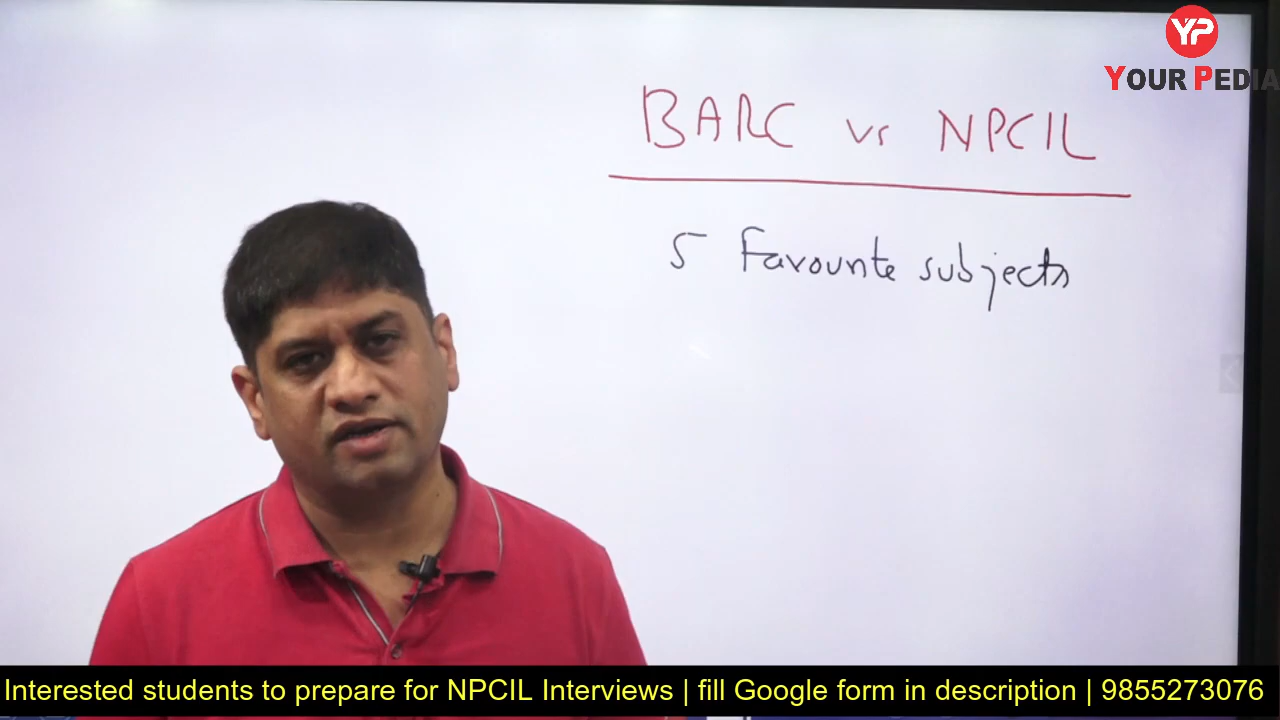 YP
YOUR PEDIA
BARC vs NPCIL
5 Favourite subjects
Interested students to prepare for NPCIL Interviews | fill Google form in description | 9855273076